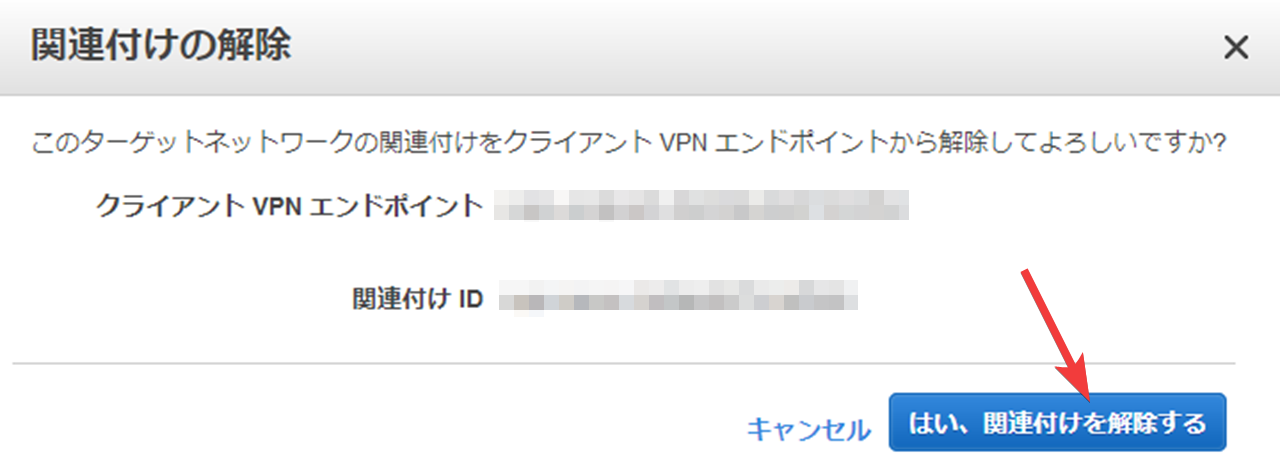 関連付けの解除
このターゲットネットワークの関連付けをクライアント VPN エンドポイントから解除してよろしいですか?
クライアント VPN エンドポイント
関連付け ID
キャンセル
はい、関連付けを解除する